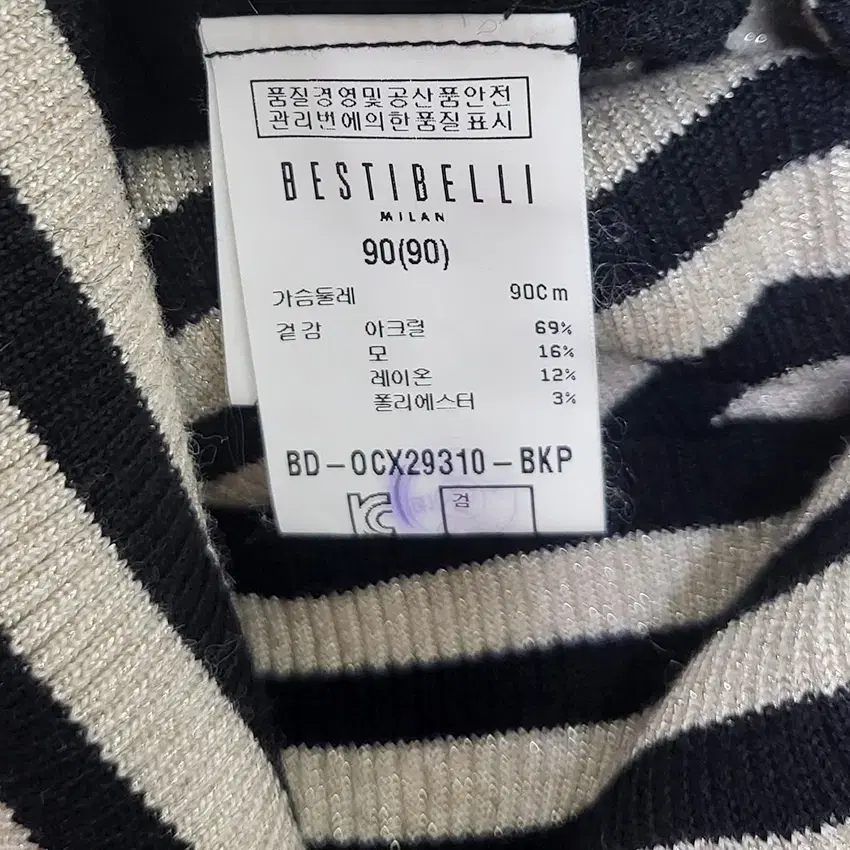 품질경영및공산품안전
관리번에의한품질표시
BESTIBELLI
MILAN
90(90)
가슴둘레 90Cm
겉감 아크럴 69%
모 16%
레이온 12%
폴리에스터 3%
BD-OCX29310-BKP
검